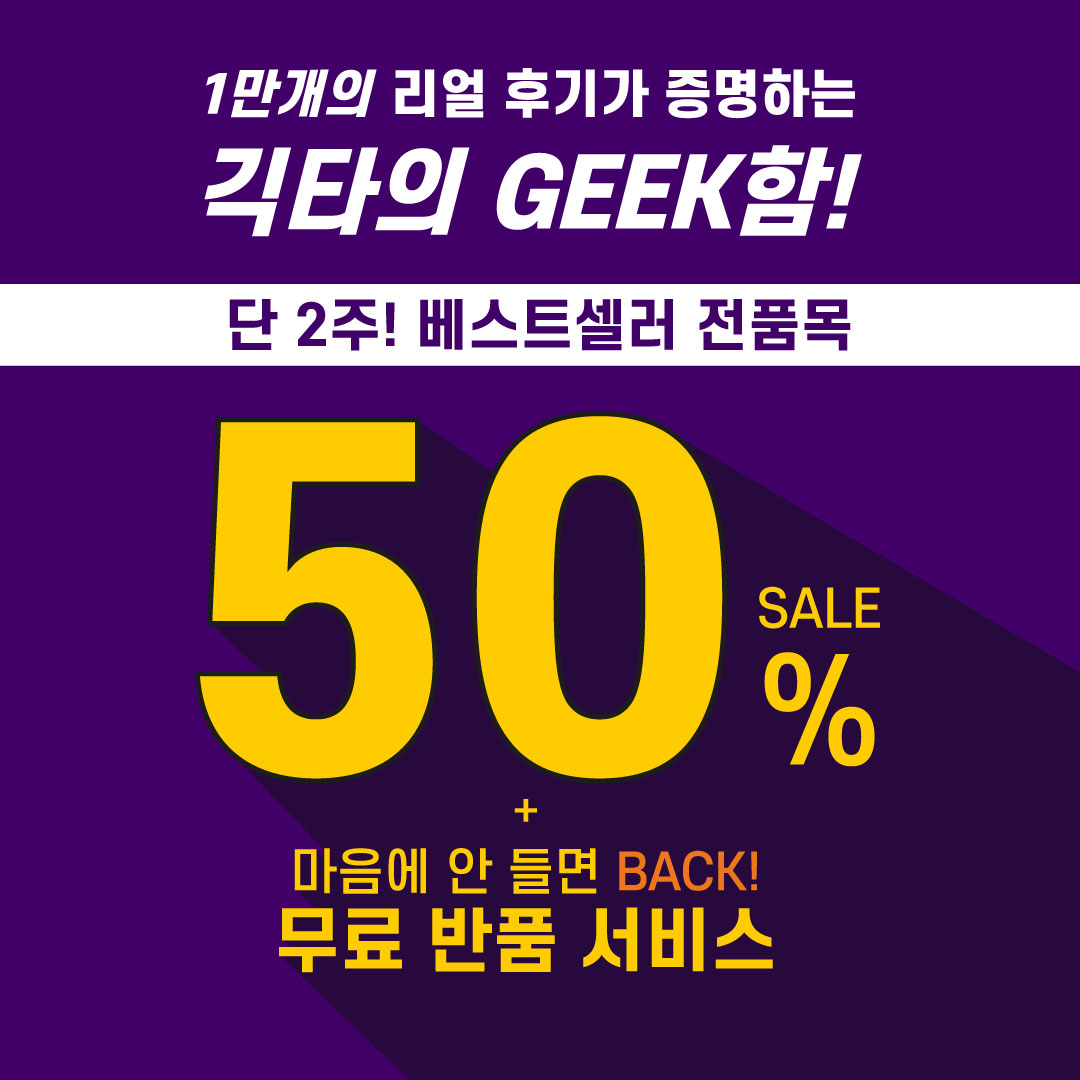 1만개의 리얼 후기가 증명하는
긱타의 GEEK함!
단 2주! 베스트셀러 전품목
50 SALE %
+
마음에 안 들면 BACK!
무료 반품 서비스